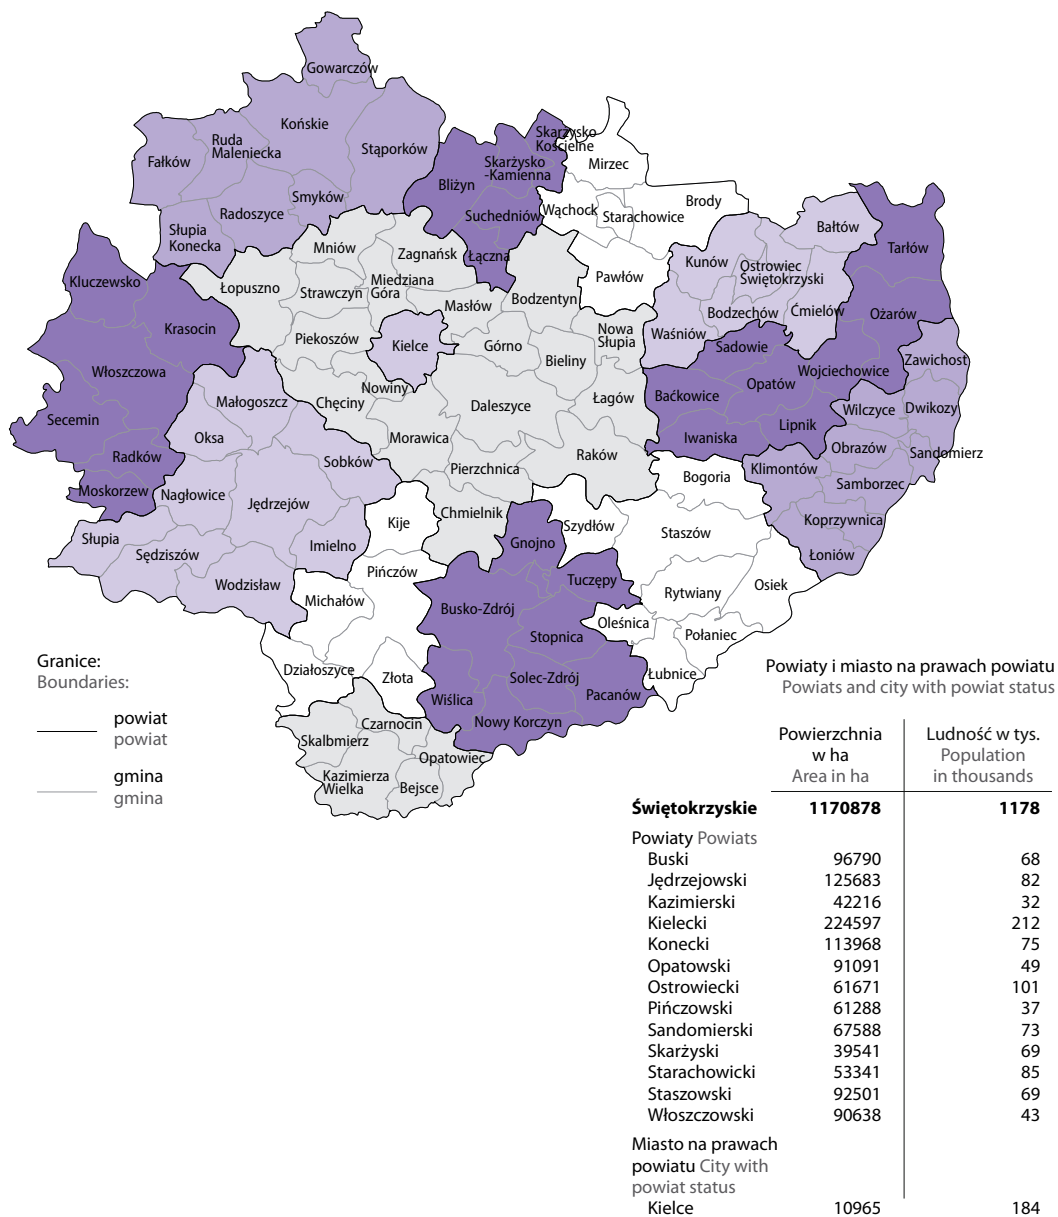 Gowarczów
Końskie
Ruda
Maleniecka
Fałków
Stąporków
Smyków
Radoszyce
Słupia
Konecka
Skarżysko
Kościelne
Skarżysko
-Kamienna
Bliżyn
Suchedniów
Łączna
Mirzec
Wąchock
Starachowice
Brody
Pawłów
Bałtów
Kunów
Ostrowiec
Świętokrzyski
Bodzechów
Ćmielów
Waśniów
Tarłów
Ożarów
Sadowie
Wojciechowice
Opatów
Baćkowice
Lipnik
Iwaniska
Zawichost
Wilczyce
Dwikozy
Obrazów
Sandomierz
Klimontów
Samborzec
Koprzywnica
Łoniów
Mniów
Zagnańsk
Miedziana
Góra
Strawczyn
Łopuszno
Masłów
Bodzentyn
Piekoszów
Kielce
Górno
Nowa
Słupia
Bieliny
Nowiny
Chęciny
Daleszyce
Łagów
Morawica
Raków
Pierzchnica
Chmielnik
Kluczewsko
Krasocin
Włoszczowa
Secemin
Radków
Moskorzew
Małogoszcz
Oksa
Sobków
Nagłowice
Jędrzejów
Słupia
Sędziszów
Imielno
Wodzisław
Kije
Pińczów
Michałów
Działoszyce
Złota
Bogoria
Szydłów
Staszów
Rytwiany
Osiek
Oleśnica
Połaniec
Łubnice
Gnojno
Tuczępy
Busko-Zdrój
Stopnica
Solec-Zdrój
Pacanów
Wiślica
Nowy Korczyn
Czarnocin
Skalbmierz
Opatowiec
Kazimierza
Wielka
Bejsce
Granice:
Boundaries:
powiat
powiat
gmina
gmina
Powiaty i miasto na prawach powiatu
Powiats and city with powiat status
Powierzchnia
w ha
Area in ha
Ludność w tys.
Population
in thousands
Świętokrzyskie 1170878 1178
Powiaty Powiats
Buski 96790 68
Jędrzejowski 125683 82
Kazimierski 42216 32
Kielecki 224597 212
Konecki 113968 75
Opatowski 91091 49
Ostrowiecki 61671 101
Pińczowski 61288 37
Sandomierski 67588 73
Skarżyski 39541 69
Starachowicki 53341 85
Staszowski 92501 69
Włoszczowski 90638 43
Miasto na prawach
powiatu City with
powiat status
Kielce 10965 184